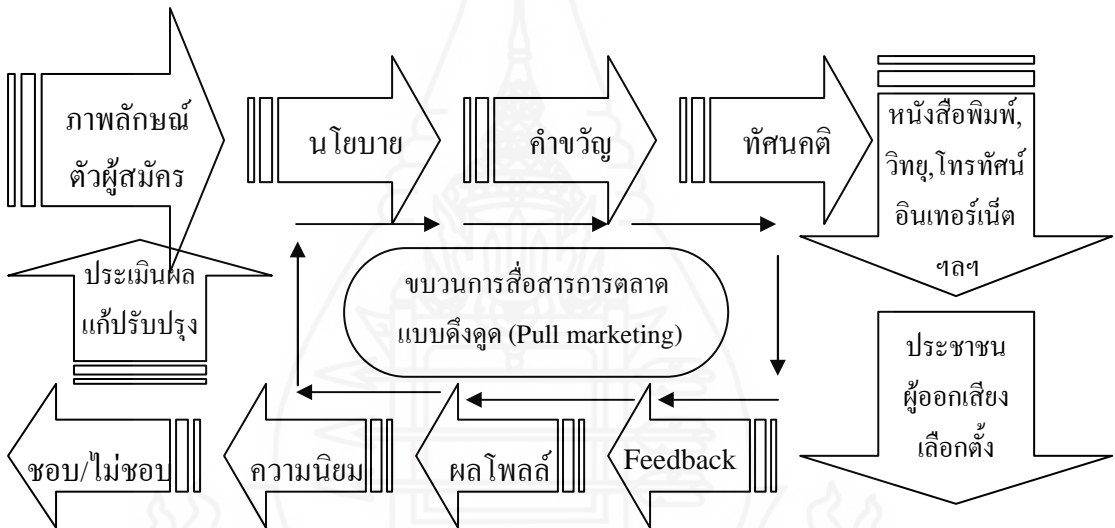 ภาพลักษณ์
ตัวผู้สมัคร
นโยบาย
คำขวัญ
ทัศนคติ
หนังสือพิมพ์,
วิทยุ,โทรทัศน์
อินเทอร์เน็ต
ฯลฯ
ประชาชน
ผู้ออกเสียง
เลือกตั้ง
Feedback
ผลโพลล์
ความนิยม
ชอบ/ไม่ชอบ
ประเมินผล
แก้ปรับปรุง
ขบวนการสื่อสารการตลาด
แบบดึงดูด (Pull marketing)